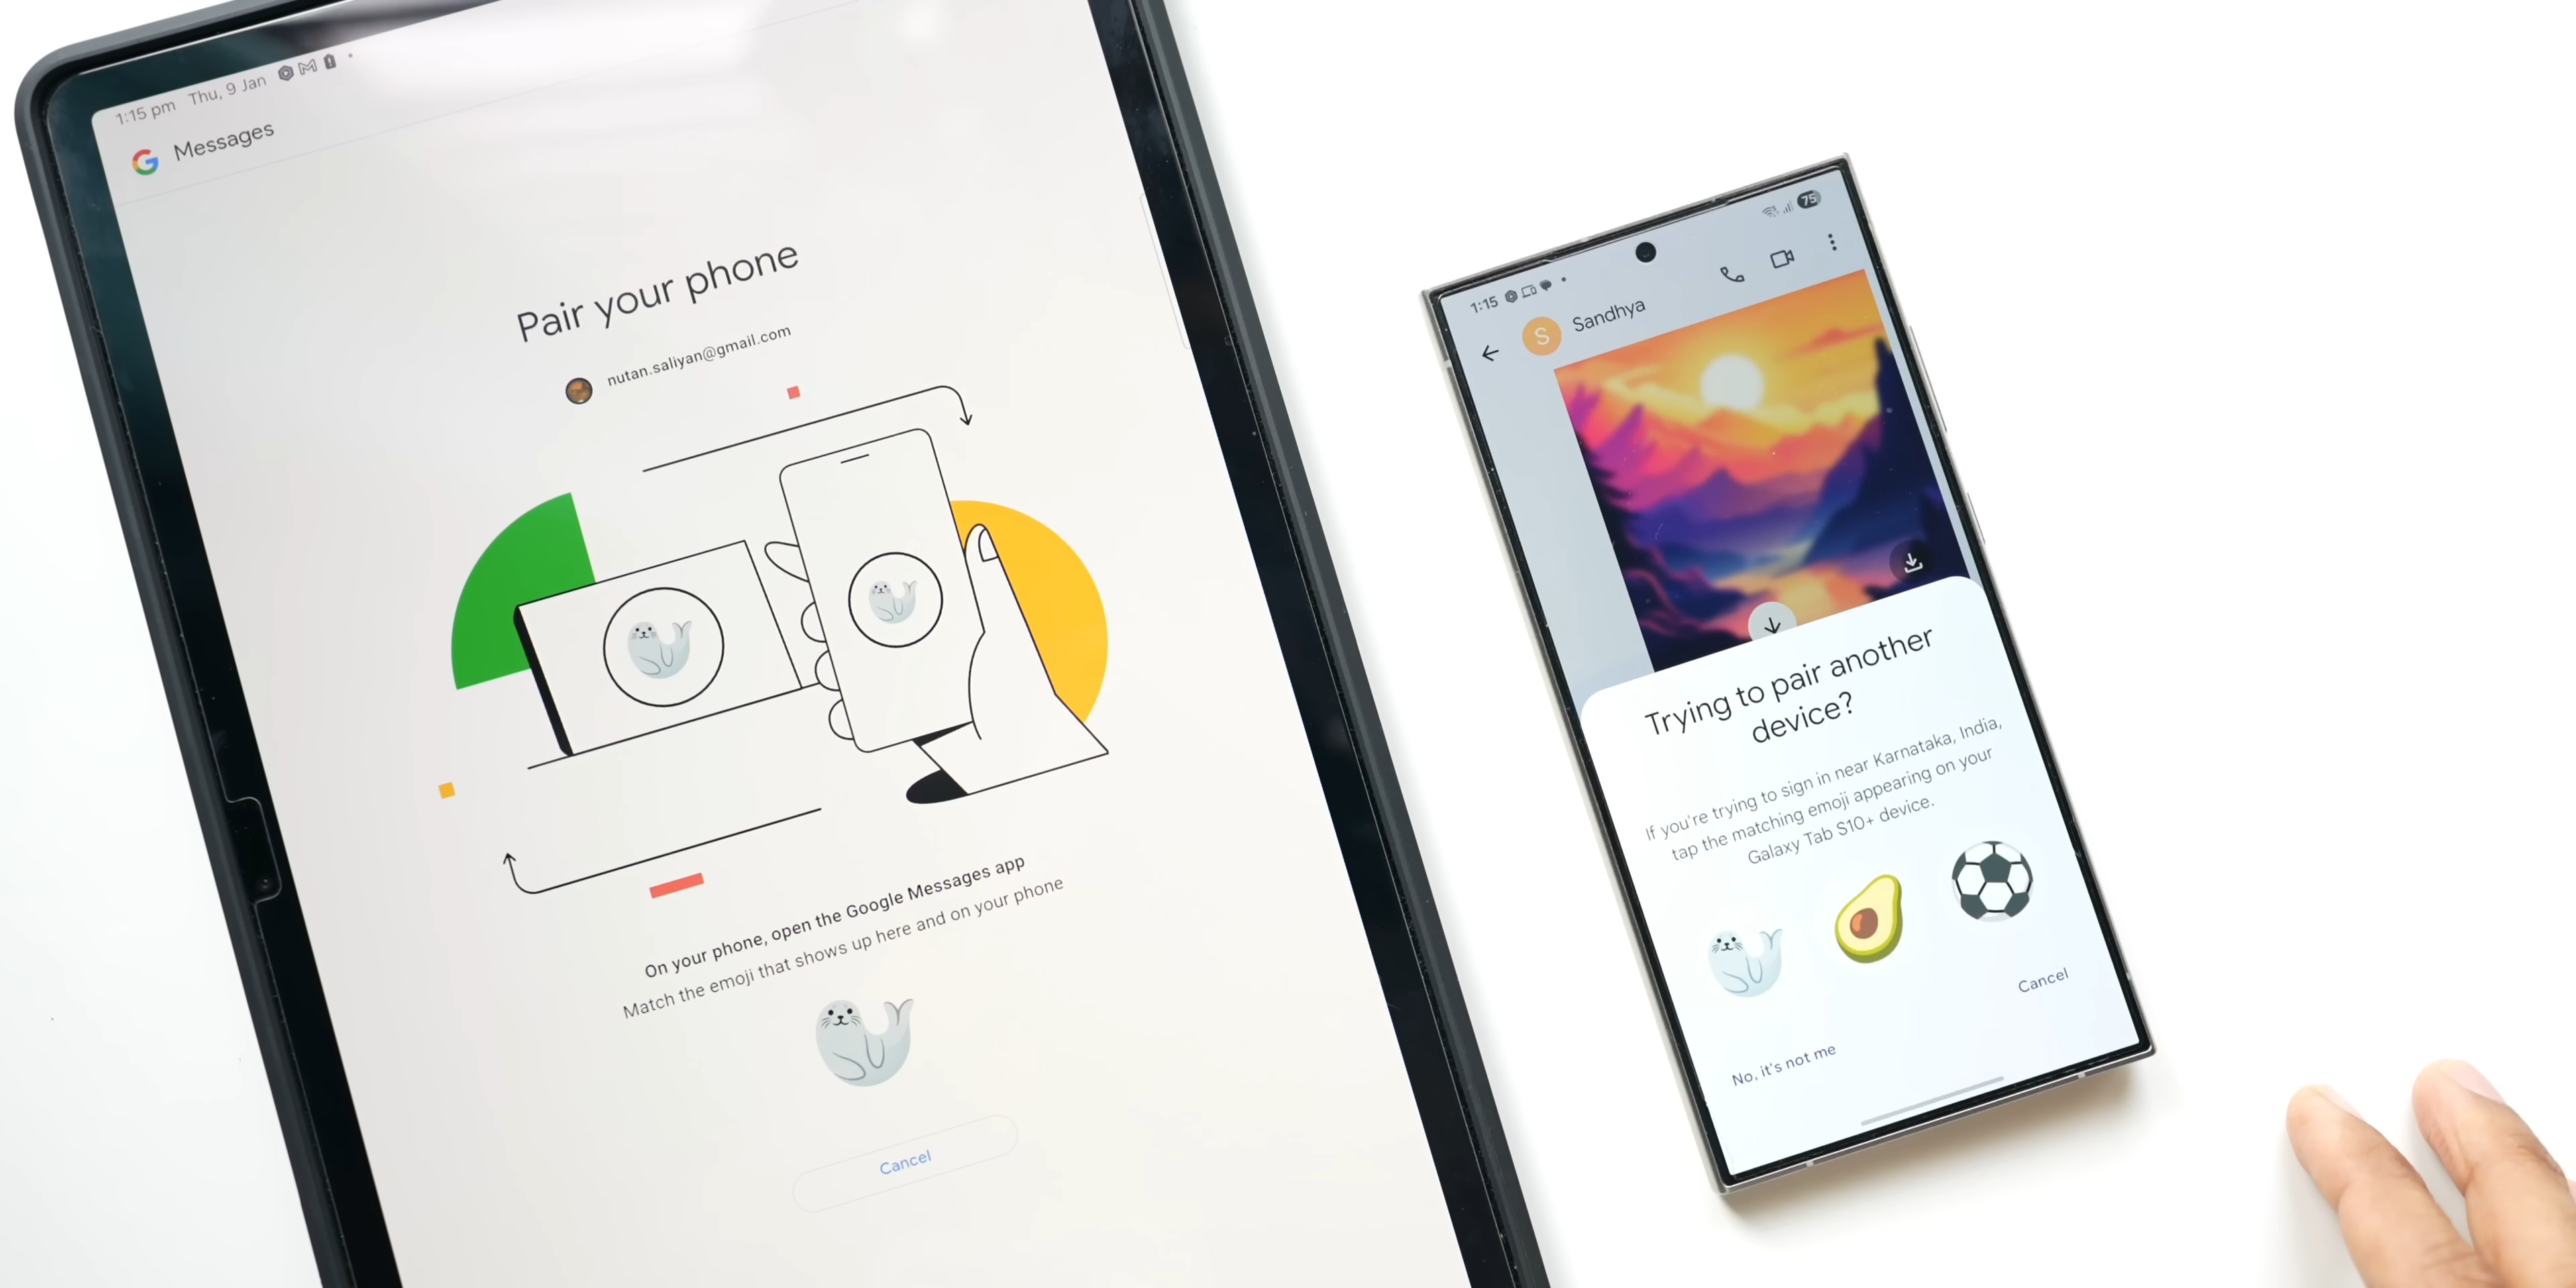 1:15 pm Thu, 9 Jan
G Messages
Pair your phone
nutan.saliyan@gmail.com
On your phone, open the Google Messages app
Match the emoji that shows up here and on your phone
Cancel
1:15
75
S Sandhya
Trying to pair another
device?
If you're trying to sign in near Karnataka, India,
tap the matching emoji appearing on your
Galaxy Tab S10+ device.
Cancel
No, it's not me